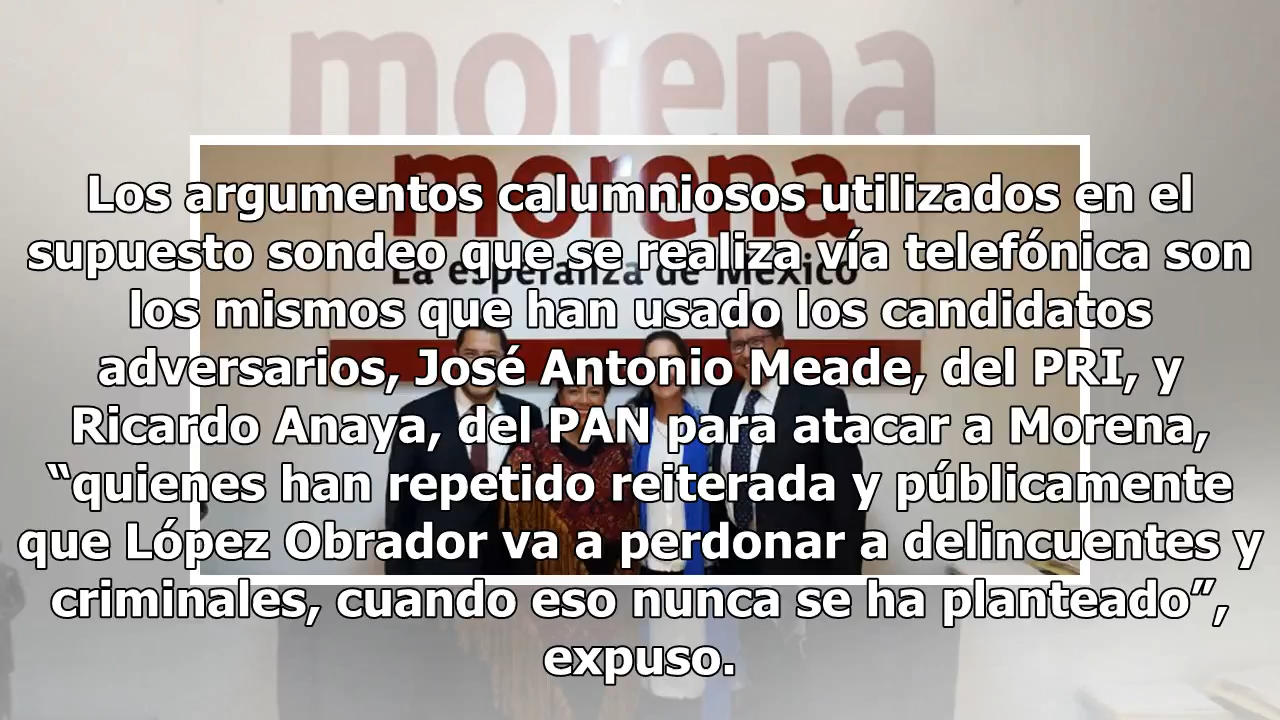 morena
morena
La esperanza de México
Los argumentos calumniosos utilizados en el
supuesto sondeo que se realiza vía telefónica son
los mismos que han usado los candidatos
adversarios, José Antonio Meade, del PRI, y
Ricardo Anaya, del PAN para atacar a Morena,
“quienes han repetido reiterada y públicamente
que López Obrador va a perdonar a delincuentes y
criminales, cuando eso nunca se ha planteado”,
expuso.